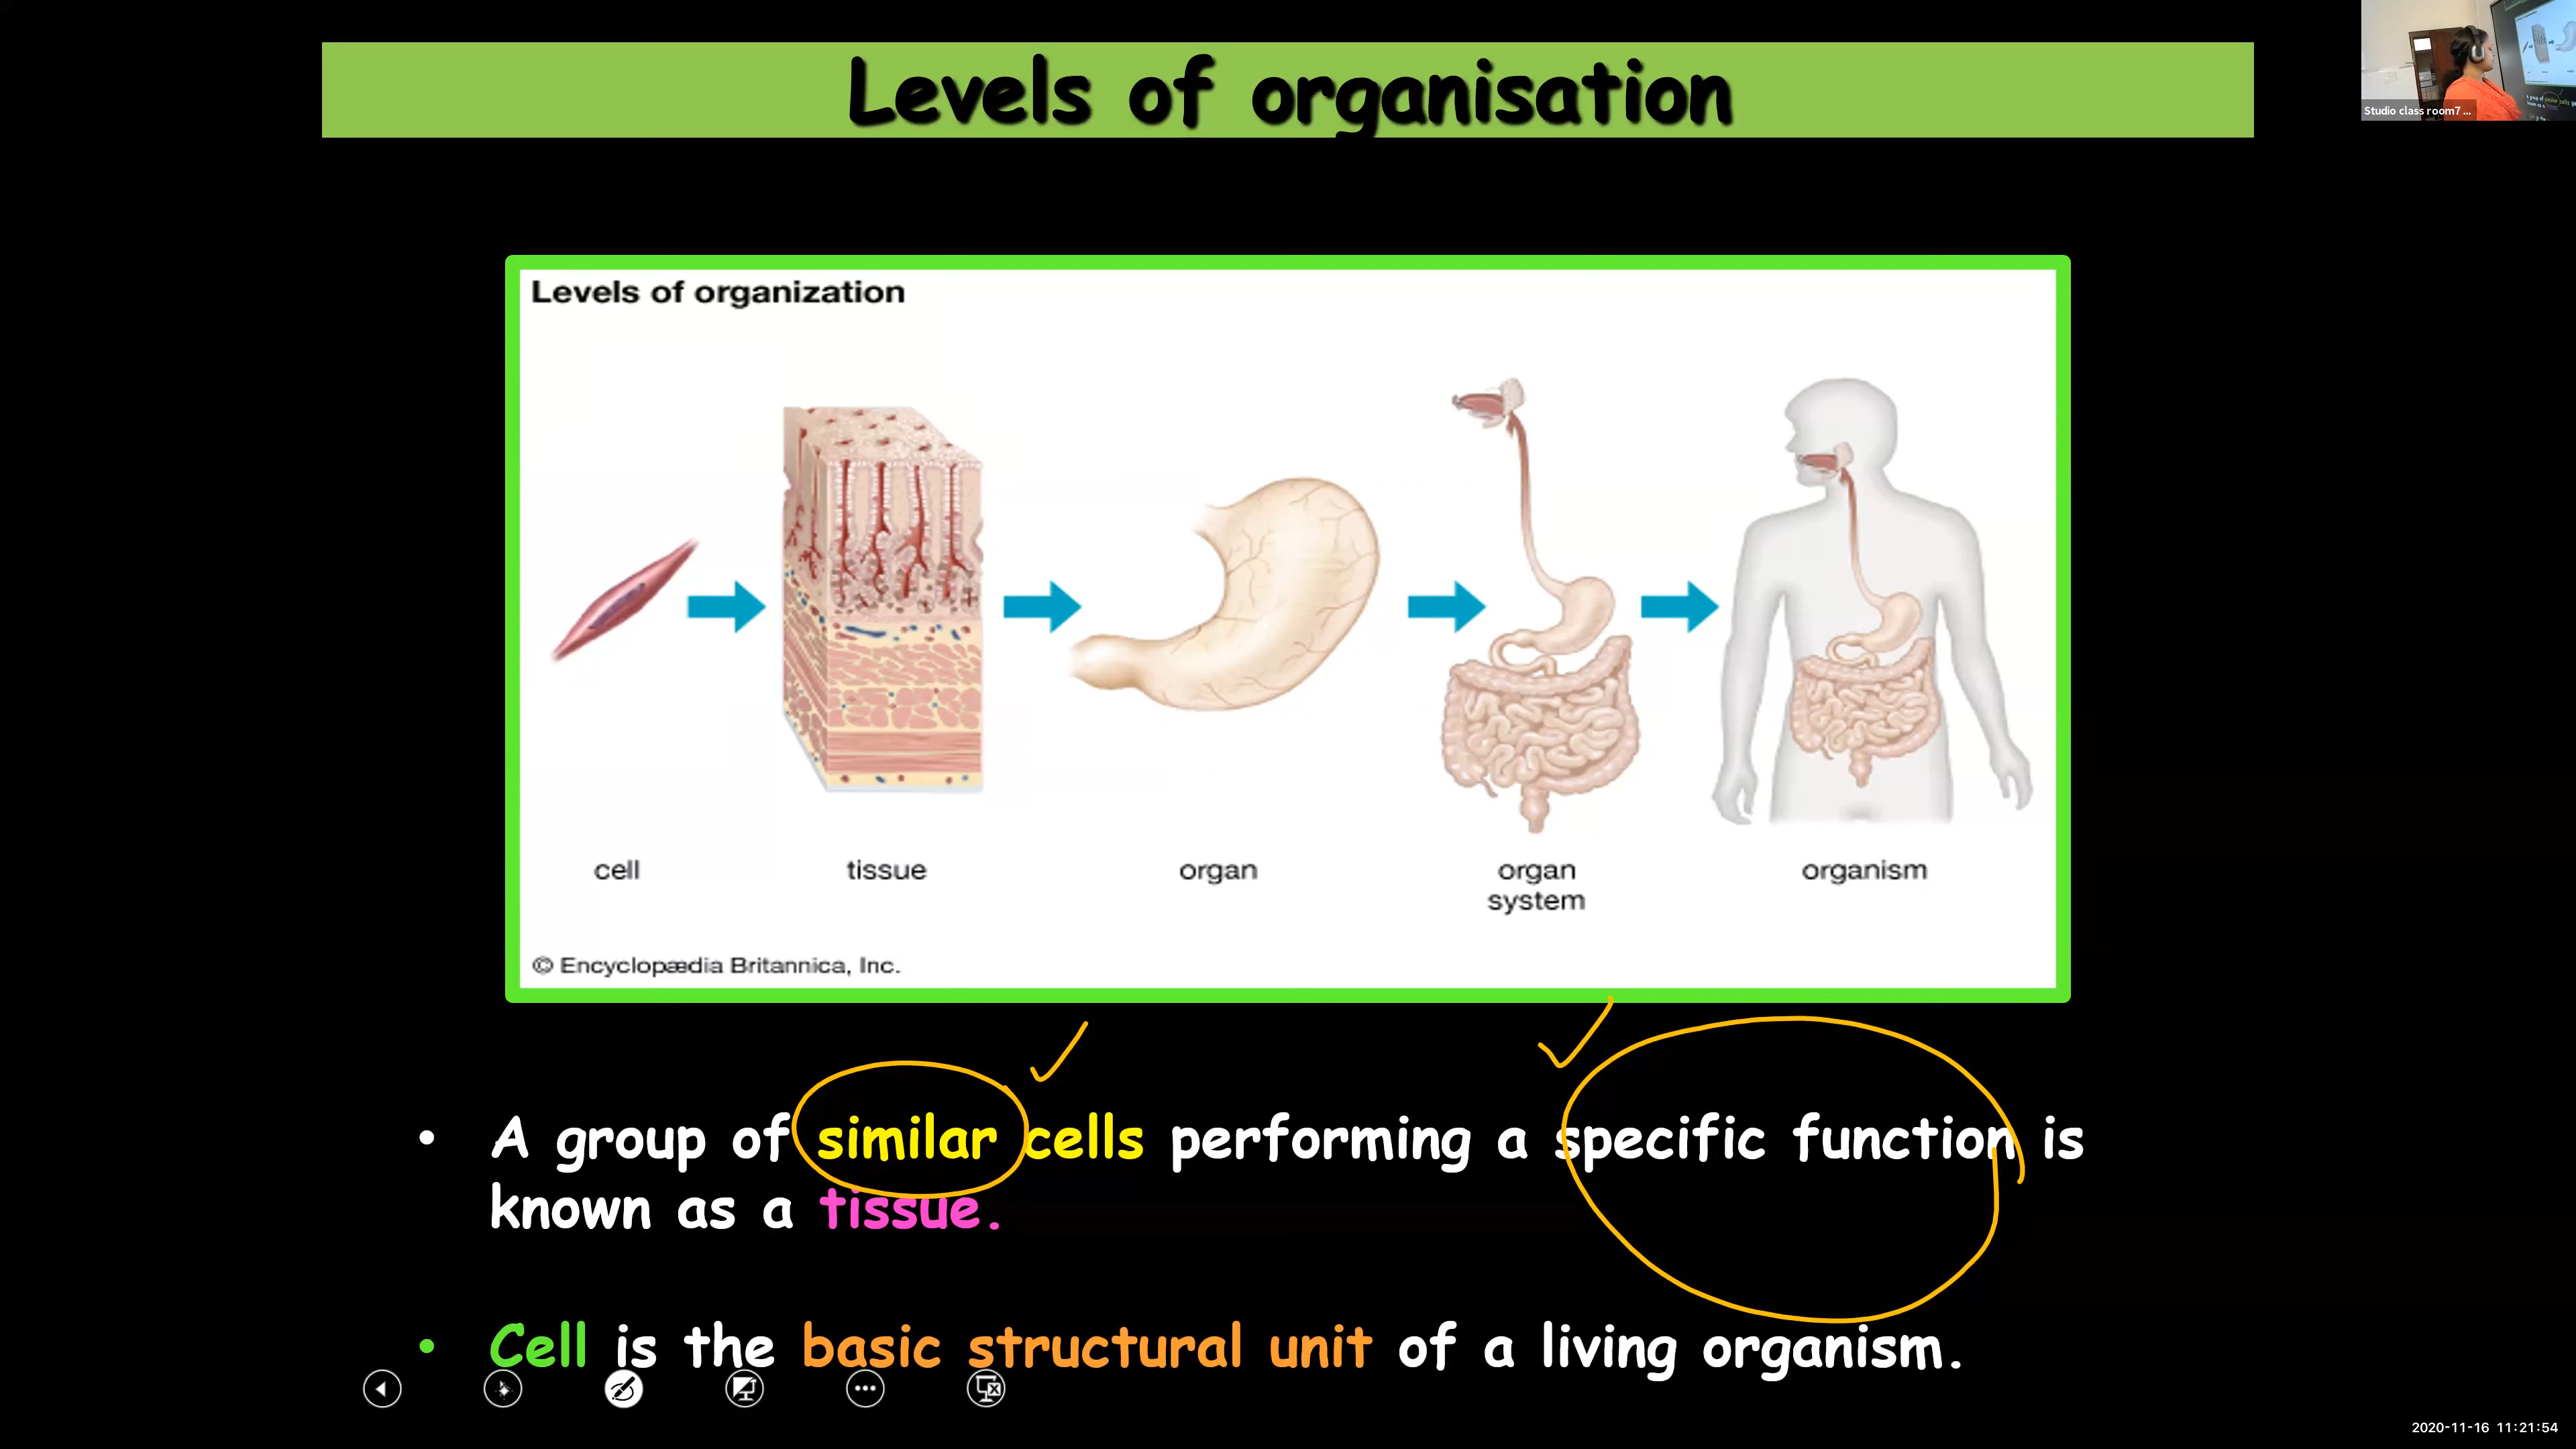 Levels of organisation
Studio class room7 ...
Levels of organization
cell
tissue
organ
organ
system
organism
© Encyclopædia Britannica, Inc.
• A group of similar cells performing a specific function is
known as a tissue.
• Cell is the basic structural unit of a living organism.
2020-11-16 11:21:54